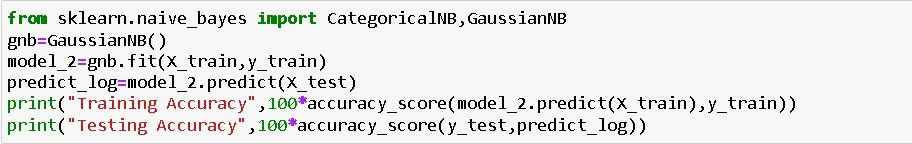 from sklearn.naive_bayes import CategoricalNB,GaussianNB
gnb=GaussianNB()
model_2=gnb.fit(X_train,y_train)
predict_log=model_2.predict(X_test)
print("Training Accuracy",100*accuracy_score(model_2.predict(X_train),y_train))
print("Testing Accuracy",100*accuracy_score(y_test,predict_log))